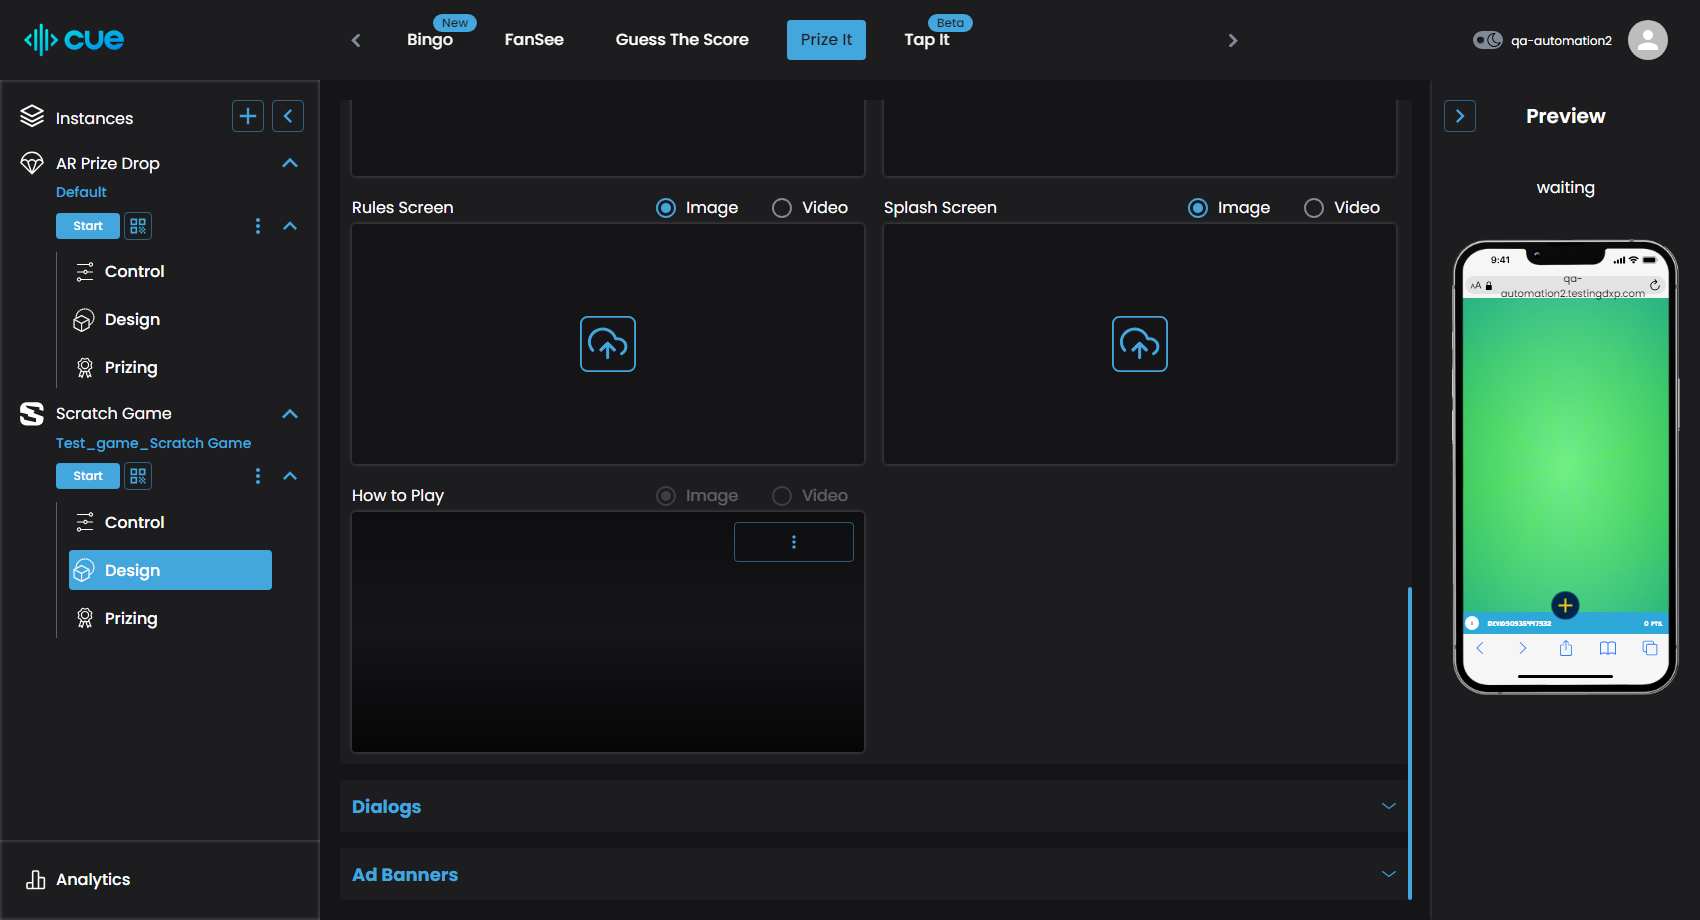 cue
Bingo
New
FanSee
Guess The Score
Prize It
Tap It
Beta
qa-automation2
Instances
AR Prize Drop
Default
Start
Control
Design
Prizing
Scratch Game
Test_game_Scratch Game
Start
Control
Design
Prizing
Analytics
Rules Screen
Image
Video
Splash Screen
Image
Video
How to Play
Image
Video
Dialogs
Ad Banners
Preview
waiting
9:41
AA
qa-
automation2.testingdxp.com
0 PTS.